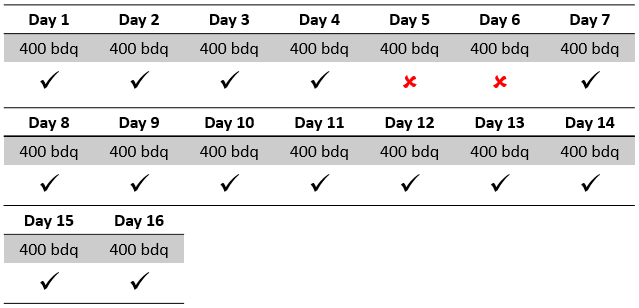 Day 1 Day 2 Day 3 Day 4 Day 5 Day 6 Day 7
400 bdq 400 bdq 400 bdq 400 bdq 400 bdq 400 bdq 400 bdq
✓ ✓ ✓ ✓ ✘ ✘ ✓
Day 8 Day 9 Day 10 Day 11 Day 12 Day 13 Day 14
400 bdq 400 bdq 400 bdq 400 bdq 400 bdq 400 bdq 400 bdq
✓ ✓ ✓ ✓ ✓ ✓ ✓
Day 15 Day 16
400 bdq 400 bdq
✓ ✓